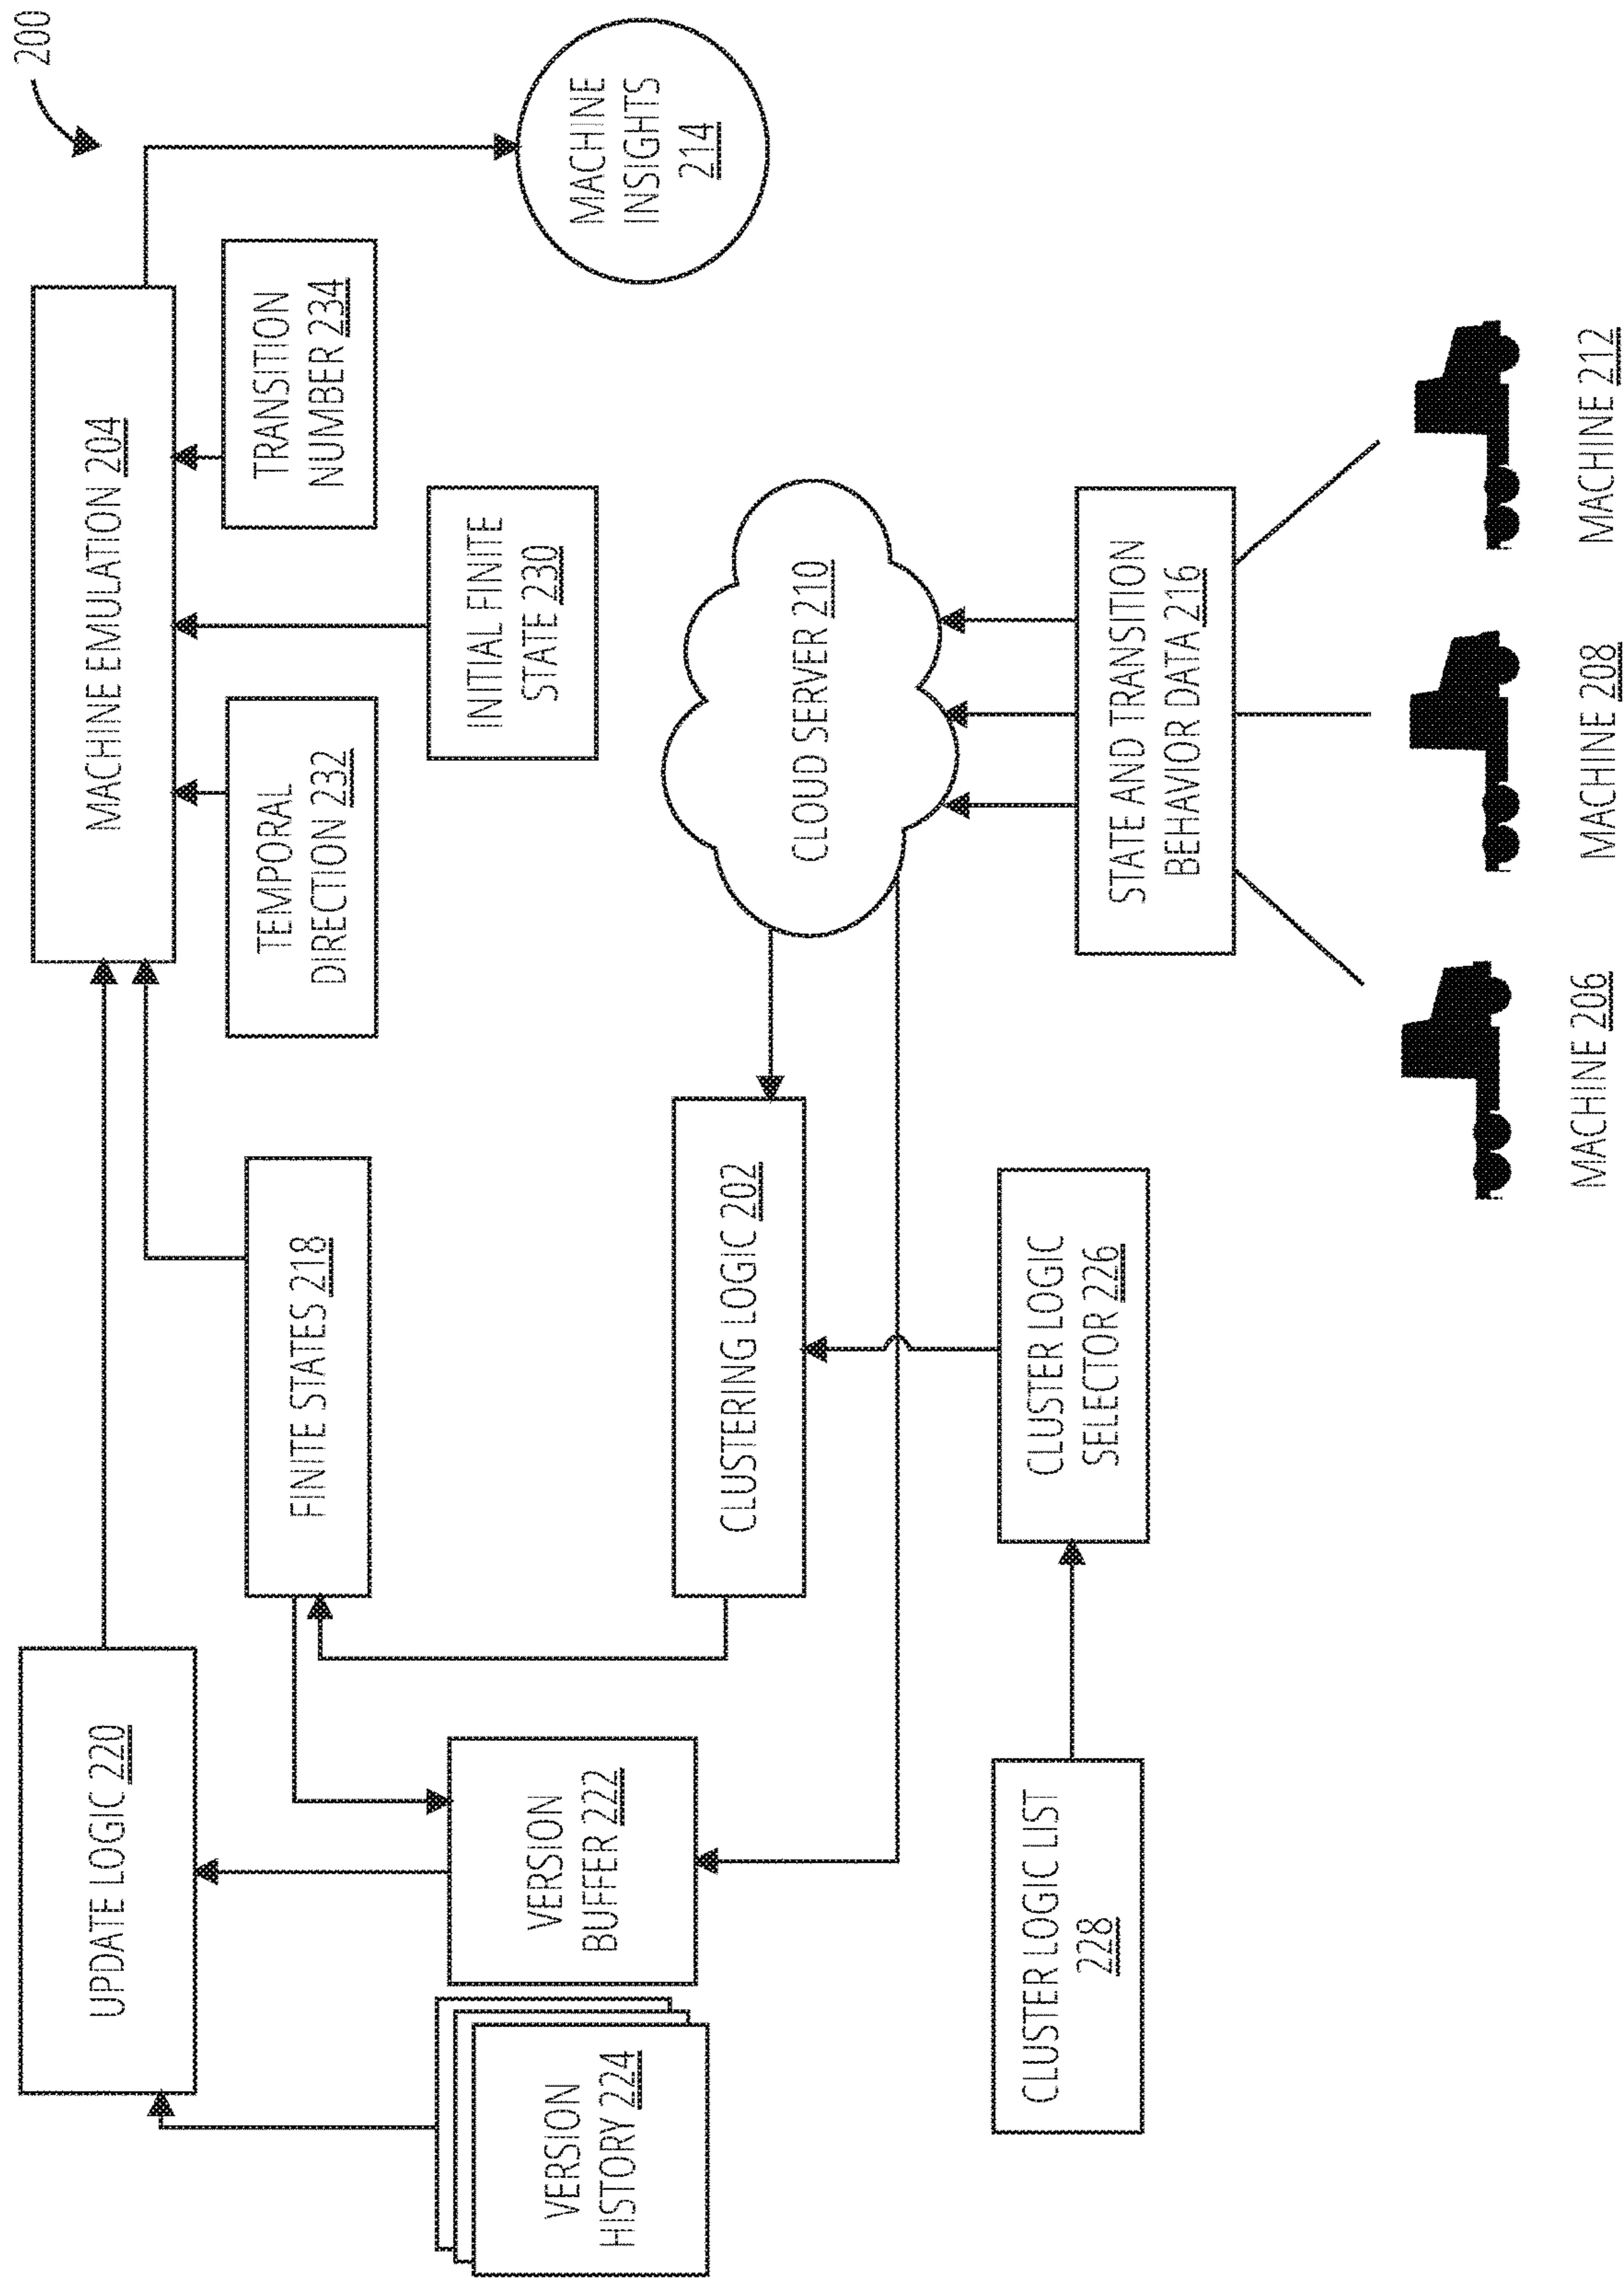 200
UPDATE LOGIC 220
MACHINE EMULATION 204
FINITE STATES 218
TEMPORAL
DIRECTION 232
TRANSITION
NUMBER 234
INITIAL FINITE
STATE 230
MACHINE
INSIGHTS
214
VERSION
HISTORY 224
VERSION
BUFFER 222
CLUSTERING LOGIC 202
CLOUD SERVER 210
CLUSTER LOGIC LIST
228
CLUSTER LOGIC
SELECTOR 226
STATE AND TRANSITION
BEHAVIOR DATA 216
MACHINE 206
MACHINE 208
MACHINE 212